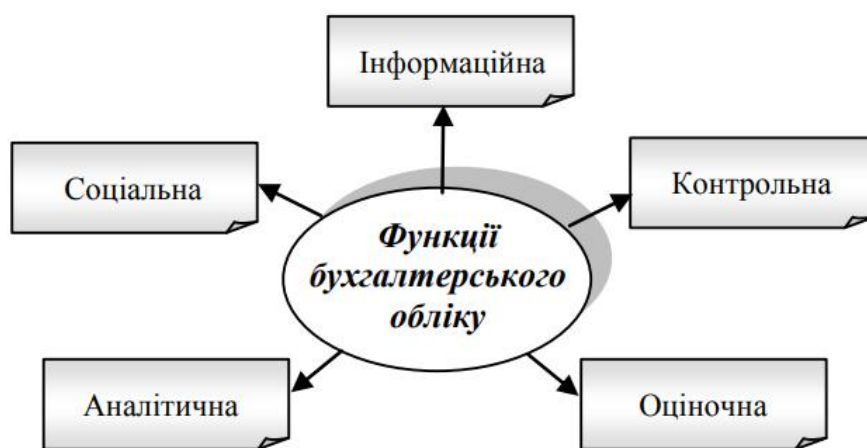 Інформаційна
Соціальна
Контрольна
Функції
бухгалтерського
обліку
Аналітична
Оціночна